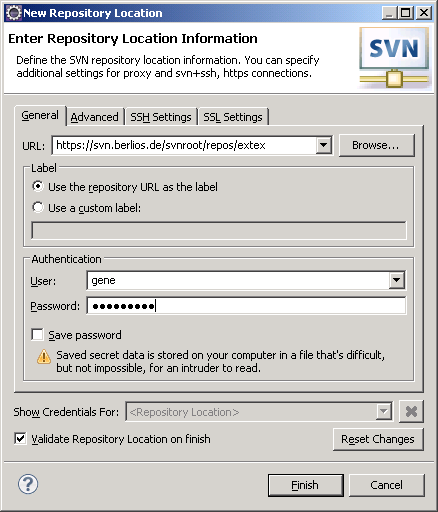 New Repository Location
Enter Repository Location Information
Define the SVN repository location information. You can specify
additional settings for proxy and svn+ssh, https connections.
SVN
General Advanced SSH Settings SSL Settings
URL: https://svn.berlios.de/svnroot/repos/extex Browse...
Label
Use the repository URL as the label
Use a custom label:
Authentication
User: gene
Password: ●●●●●●●●●
Save password
Saved secret data is stored on your computer in a file that's difficult,
but not impossible, for an intruder to read.
Show Credentials For: <Repository Location>
Validate Repository Location on finish Reset Changes
? Finish Cancel